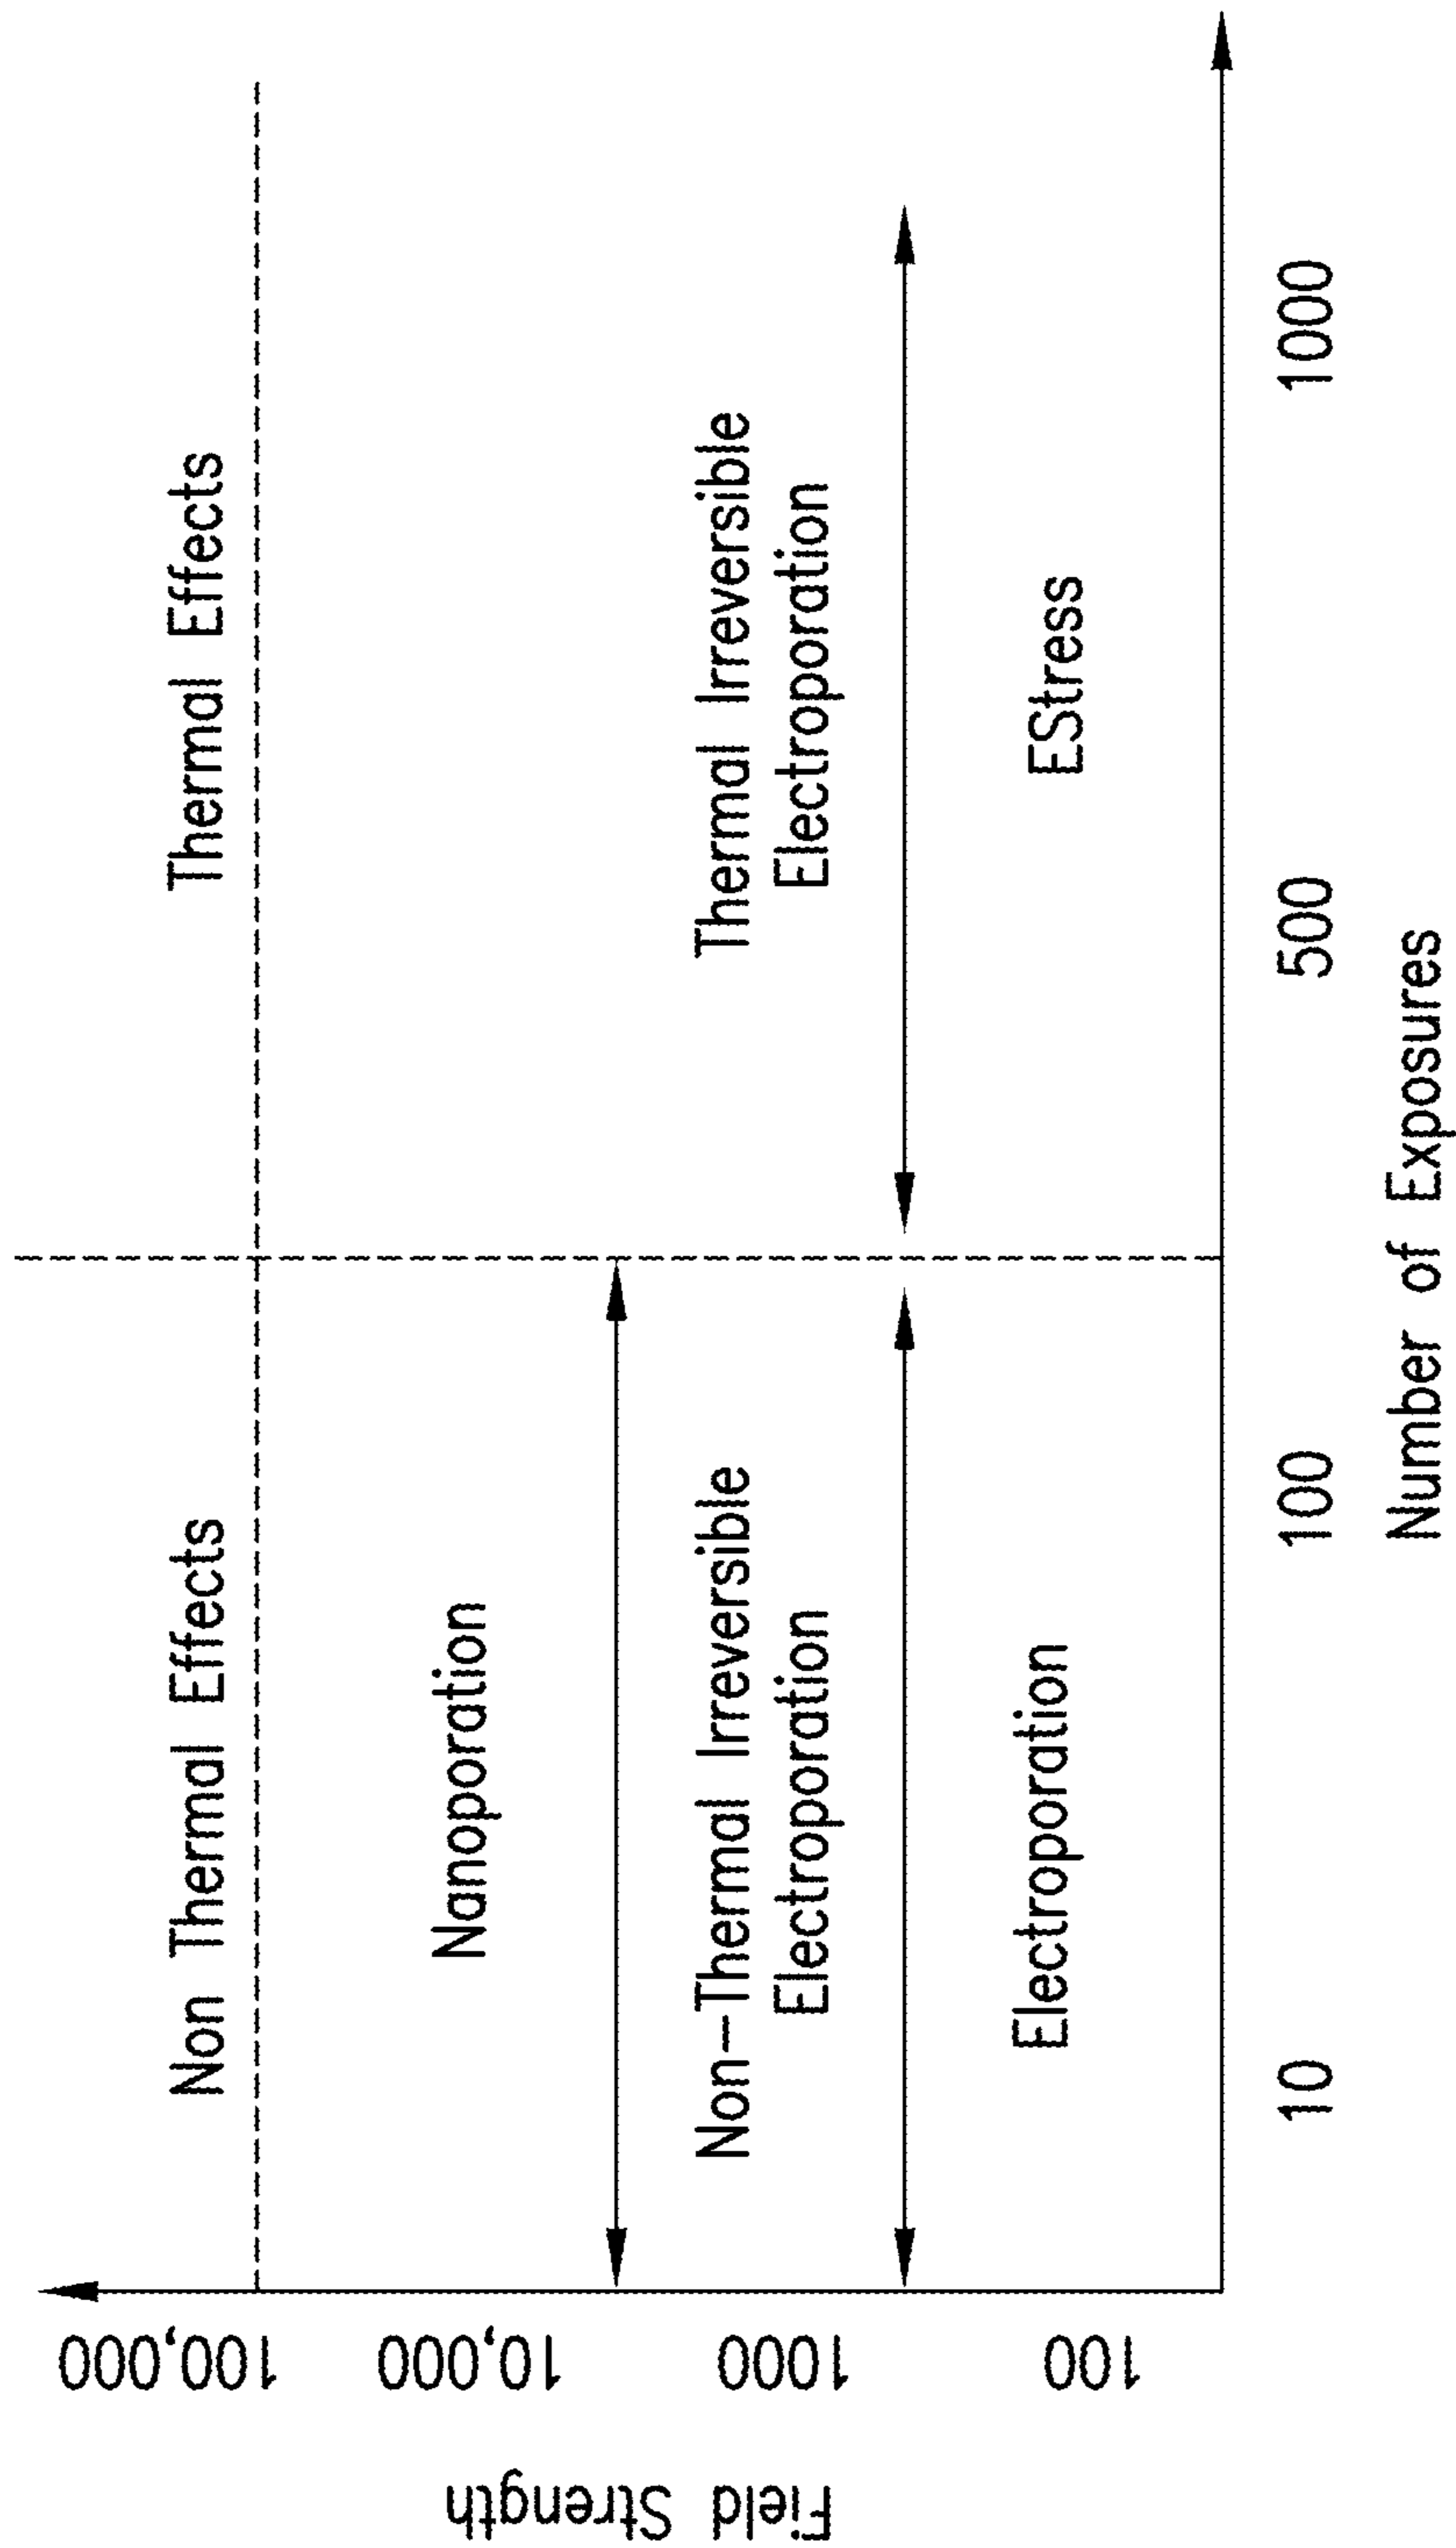 Field Strength
100,000
10,000
1000
100
Non Thermal Effects
Thermal Effects
Nanoporation
Non-Thermal Irreversible
Electroporation
Thermal Irreversible
Electroporation
Electroporation
EStress
10
100
500
1000
Number of Exposures